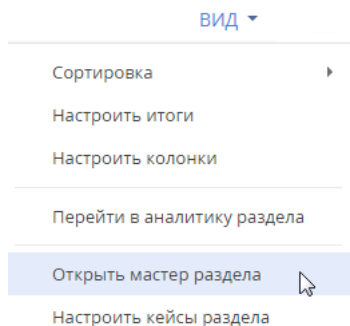 ВИД
Сортировка
Настроить итоги
Настроить колонки
Перейти в аналитику раздела
Открыть мастер раздела
Настроить кейсы раздела